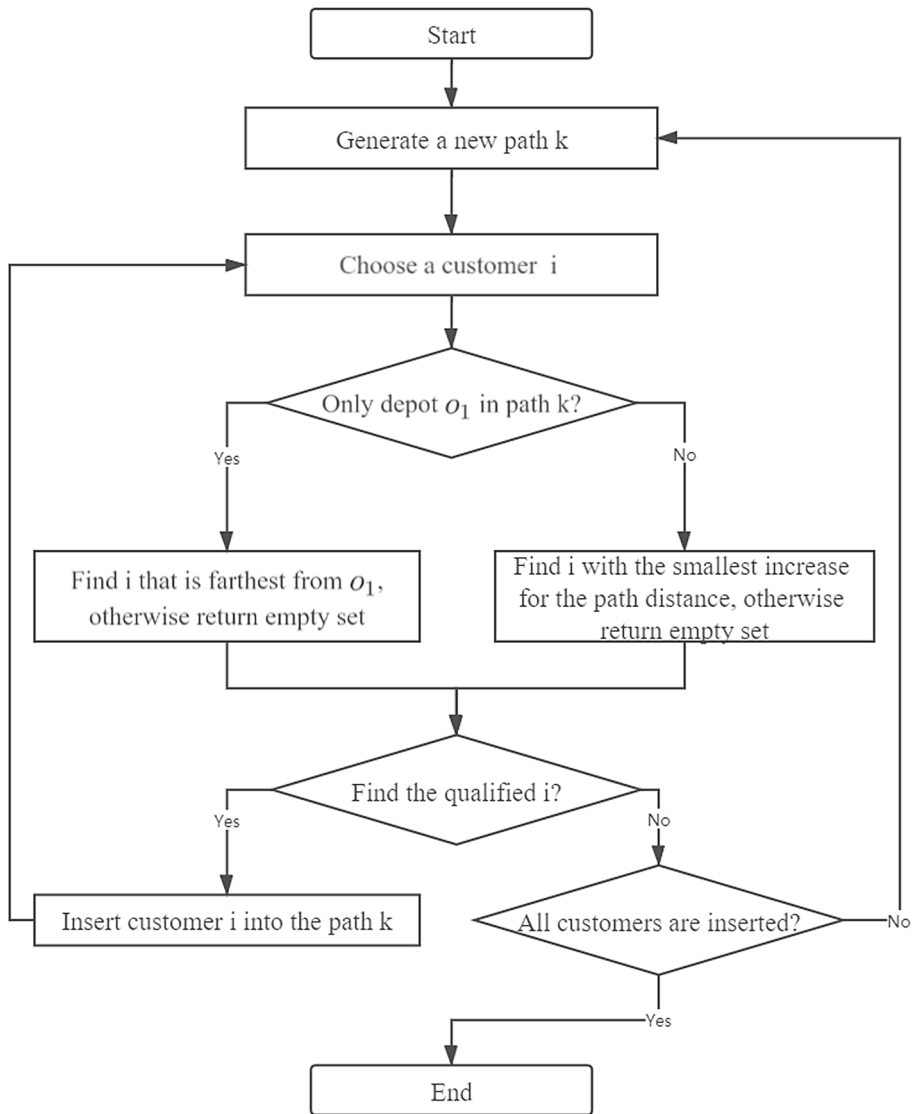 Start
Generate a new path k
Choose a customer i
Only depot o₁ in path k?
Yes
No
Find i that is farthest from o₁,
otherwise return empty set
Find i with the smallest increase
for the path distance, otherwise
return empty set
Find the qualified i?
Yes
No
Insert customer i into the path k
All customers are inserted?
No
Yes
End